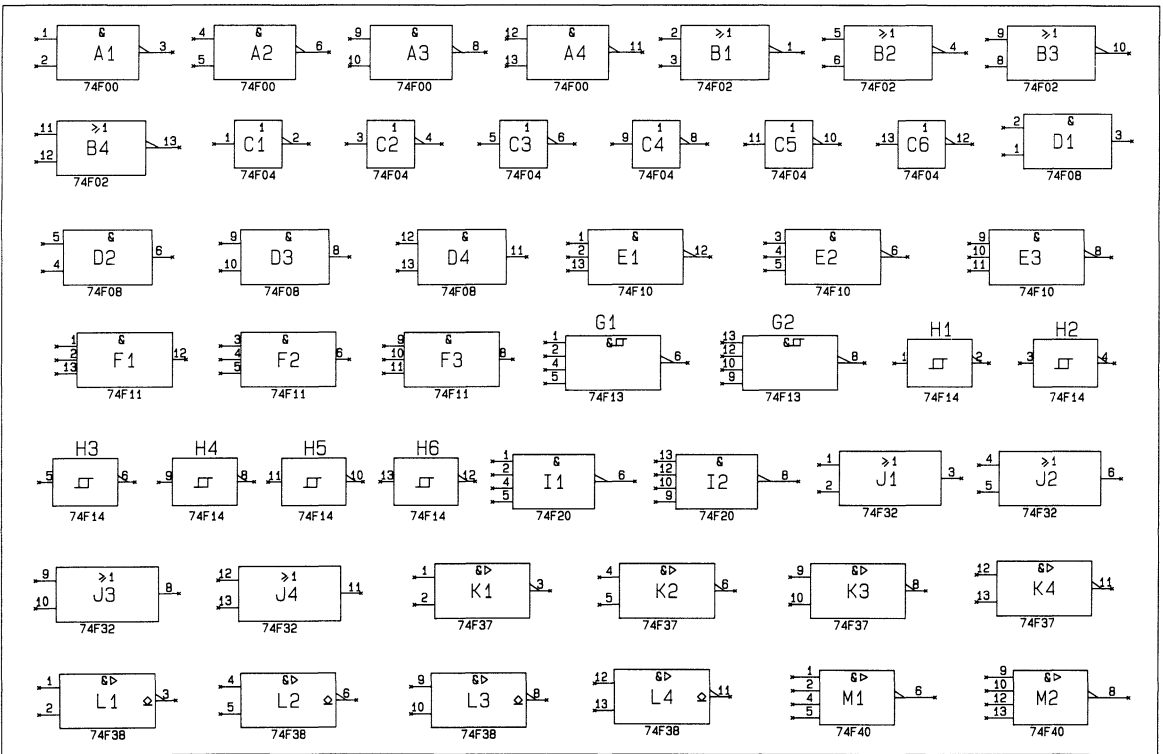 1 & A1 3 2 74F00
4 & A2 6 5 74F00
9 & A3 8 10 74F00
12 & A4 11 13 74F00
2 ≥1 B1 1 3 74F02
5 ≥1 B2 4 6 74F02
9 ≥1 B3 10 8 74F02
11 ≥1 B4 13 12 74F02
1 1 C1 2 74F04
3 1 C2 4 74F04
5 1 C3 6 74F04
9 1 C4 8 74F04
11 1 C5 10 74F04
13 1 C6 12 74F04
2 & D1 3 1 74F08
5 & D2 6 4 74F08
9 & D3 8 10 74F08
12 & D4 11 13 74F08
1 & 2 E1 12 13 74F10
3 & 4 E2 6 5 74F10
9 & 10 E3 8 11 74F10
1 & 2 F1 12 13 74F11
3 & 4 F2 6 5 74F11
9 & 10 F3 8 11 74F11
G1 1 & 2 4 5 6 74F13
G2 13 & 12 10 9 8 74F13
H1 1 2 74F14
H2 3 4 74F14
H3 5 6 74F14
H4 9 8 74F14
H5 11 10 74F14
H6 13 12 74F14
1 & 2 4 I1 6 5 74F20
13 & 12 10 I2 8 9 74F20
1 ≥1 J1 3 2 74F32
4 ≥1 J2 6 5 74F32
9 ≥1 J3 8 10 74F32
12 ≥1 J4 11 13 74F32
1 &▷ K1 3 2 74F37
4 &▷ K2 6 5 74F37
9 &▷ K3 8 10 74F37
12 &▷ K4 11 13 74F37
1 &▷ L1 3 2 74F38
4 &▷ L2 6 5 74F38
9 &▷ L3 8 10 74F38
12 &▷ L4 11 13 74F38
1 &▷ 2 4 M1 6 5 74F40
9 &▷ 10 12 M2 8 13 74F40